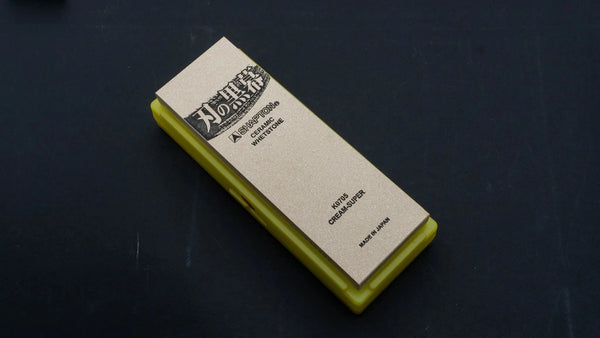 刃の黒幕
SHAPTON®
CERAMIC
WHETSTONE
K0705
CREAM-SUPER
MADE IN JAPAN